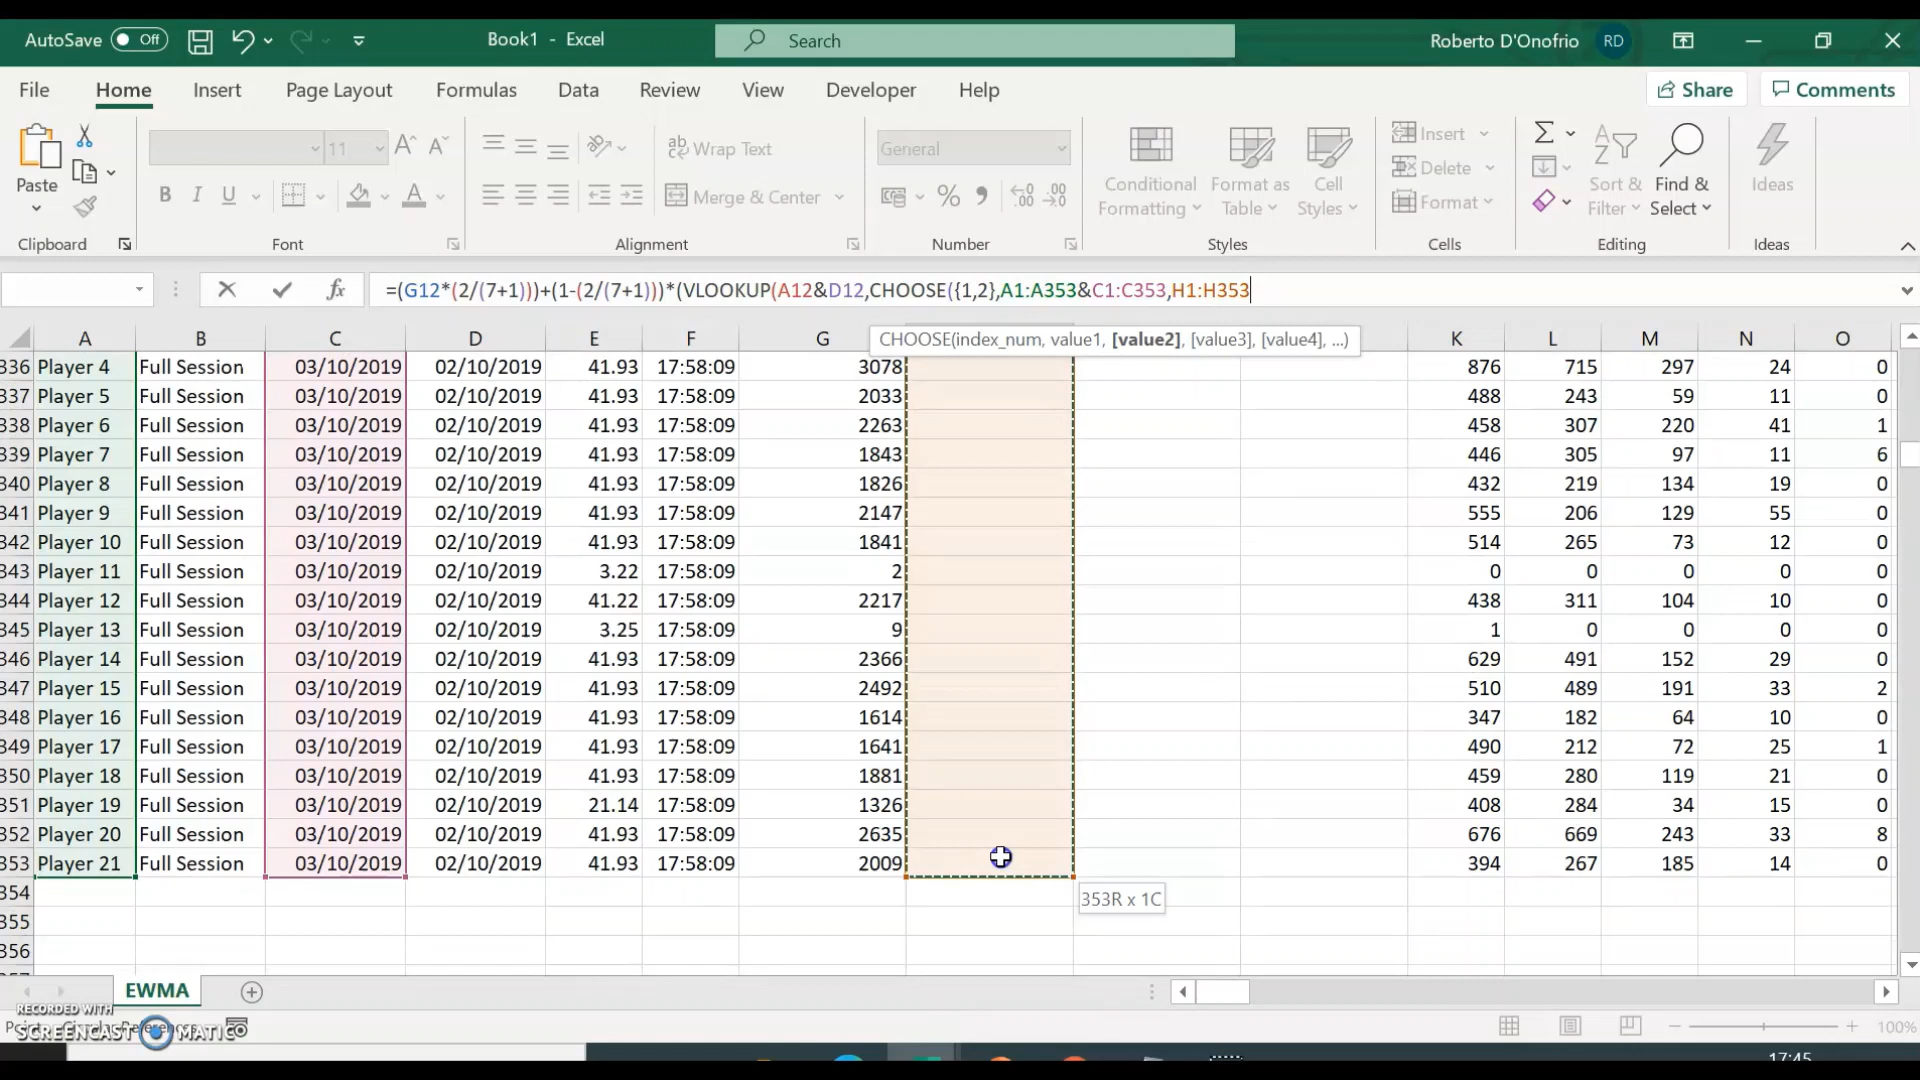 AutoSave Off Book1 - Excel Search Roberto D'Onofrio RD
File Home Insert Page Layout Formulas Data Review View Developer Help Share Comments
Paste 11 Wrap Text General Conditional Formatting Format as Table Cell Styles Insert Delete Format Sort & Filter Find & Select Ideas
B I U A Merge & Center % Σ
Clipboard Font Alignment Number Styles Cells Editing Ideas
fx =(G12*(2/(7+1)))+(1-(2/(7+1)))*(VLOOKUP(A12&D12,CHOOSE({1,2},A1:A353&C1:C353,H1:H353
CHOOSE(index_num, value1, [value2], [value3], [value4], ...)
A B C D E F G K L M N O
336 Player 4 Full Session 03/10/2019 02/10/2019 41.93 17:58:09 3078 876 715 297 24 0
337 Player 5 Full Session 03/10/2019 02/10/2019 41.93 17:58:09 2033 488 243 59 11 0
338 Player 6 Full Session 03/10/2019 02/10/2019 41.93 17:58:09 2263 458 307 220 41 1
339 Player 7 Full Session 03/10/2019 02/10/2019 41.93 17:58:09 1843 446 305 97 11 6
340 Player 8 Full Session 03/10/2019 02/10/2019 41.93 17:58:09 1826 432 219 134 19 0
341 Player 9 Full Session 03/10/2019 02/10/2019 41.93 17:58:09 2147 555 206 129 55 0
342 Player 10 Full Session 03/10/2019 02/10/2019 41.93 17:58:09 1841 514 265 73 12 0
343 Player 11 Full Session 03/10/2019 02/10/2019 3.22 17:58:09 2 0 0 0 0 0
344 Player 12 Full Session 03/10/2019 02/10/2019 41.22 17:58:09 2217 438 311 104 10 0
345 Player 13 Full Session 03/10/2019 02/10/2019 3.25 17:58:09 9 1 0 0 0 0
346 Player 14 Full Session 03/10/2019 02/10/2019 41.93 17:58:09 2366 629 491 152 29 0
347 Player 15 Full Session 03/10/2019 02/10/2019 41.93 17:58:09 2492 510 489 191 33 2
348 Player 16 Full Session 03/10/2019 02/10/2019 41.93 17:58:09 1614 347 182 64 10 0
349 Player 17 Full Session 03/10/2019 02/10/2019 41.93 17:58:09 1641 490 212 72 25 1
350 Player 18 Full Session 03/10/2019 02/10/2019 41.93 17:58:09 1881 459 280 119 21 0
351 Player 19 Full Session 03/10/2019 02/10/2019 21.14 17:58:09 1326 408 284 34 15 0
352 Player 20 Full Session 03/10/2019 02/10/2019 41.93 17:58:09 2635 676 669 243 33 8
353 Player 21 Full Session 03/10/2019 02/10/2019 41.93 17:58:09 2009 394 267 185 14 0
354
353R x 1C
355
356
EWMA
RECORDED WITH
SCREENCAST MATIC
100%
17:45